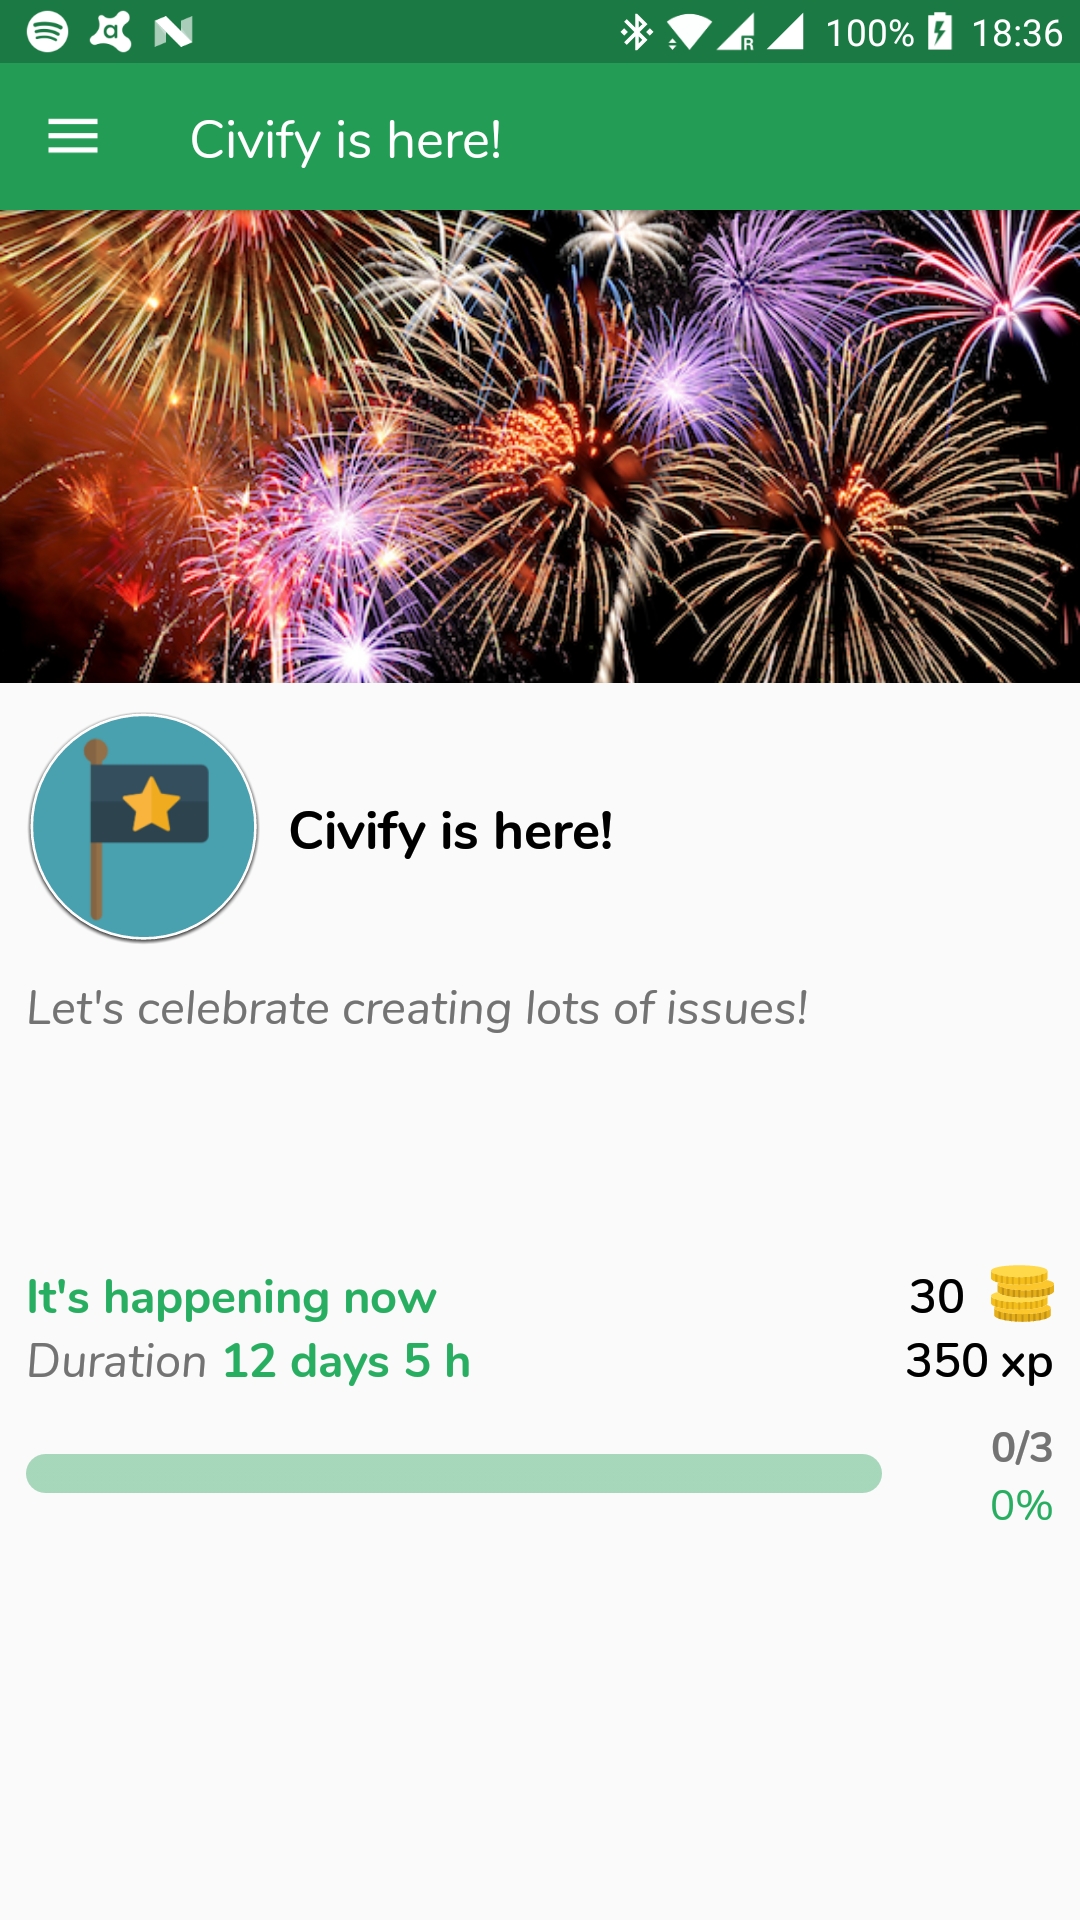 100% 18:36
Civify is here!
Civify is here!
Let's celebrate creating lots of issues!
It's happening now 30
Duration 12 days 5 h 350 xp
0/3
0%